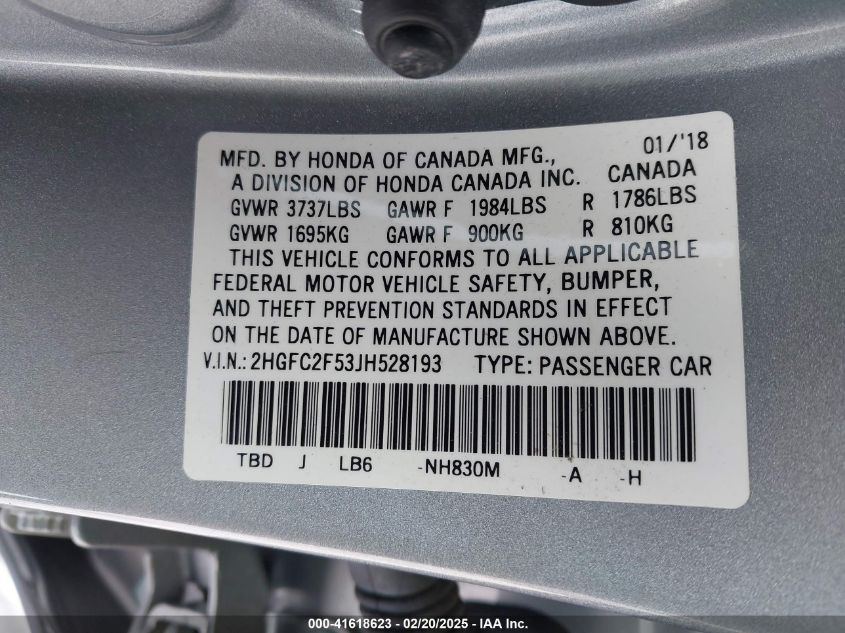 01/'18
MFD. BY HONDA OF CANADA MFG.,
A DIVISION OF HONDA CANADA INC. CANADA
GVWR 3737LBS GAWR F 1984LBS R 1786LBS
GVWR 1695KG GAWR F 900KG R 810KG
THIS VEHICLE CONFORMS TO ALL APPLICABLE
FEDERAL MOTOR VEHICLE SAFETY, BUMPER,
AND THEFT PREVENTION STANDARDS IN EFFECT
ON THE DATE OF MANUFACTURE SHOWN ABOVE.
V.I.N.: 2HGFC2F53JH528193 TYPE: PASSENGER CAR
TBD J LB6 -NH830M -A -H
000-41618623 - 02/20/2025 - IAA Inc.